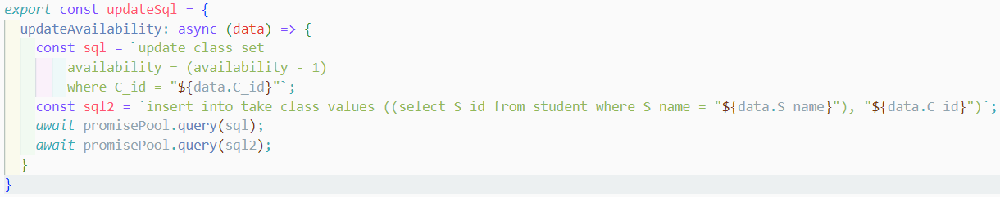 export const updateSql = {
  updateAvailability: async (data) => {
    const sql = `update class set
        availability = (availability - 1)
        where C_id = "${data.C_id}"`;
    const sql2 = `insert into take_class values ((select S_id from student where S_name = "${data.S_name}"), "${data.C_id}")`;
    await promisePool.query(sql);
    await promisePool.query(sql2);
  }
}